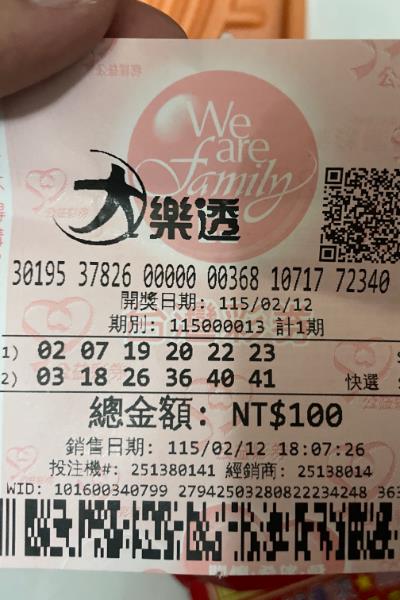 We
are
Family
大樂透
30195 37826 00000 00368 10717 72340
開獎日期: 115/02/12
期別: 115000013 計1期
1) 02 07 19 20 22 23
2) 03 18 26 36 40 41 快選
總金額: NT$100
銷售日期: 115/02/12 18:07:26
投注機#: 251380141 經銷商: 25138014
WID: 101600340799 27942503280822234248 363